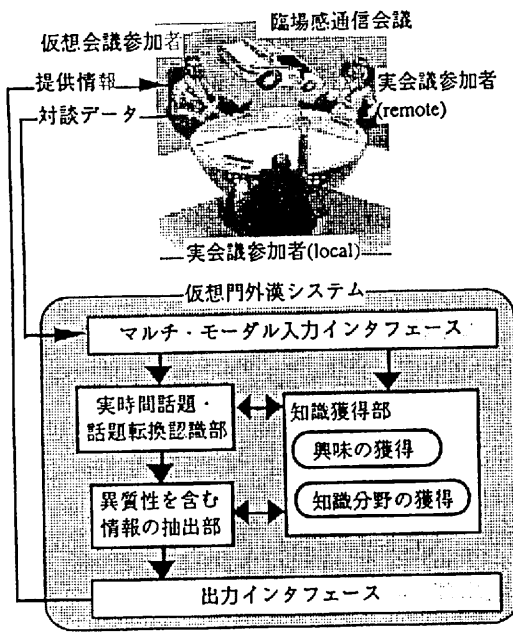 臨場感通信会議
仮想会議参加者
提供情報
対談データ
実会議参加者
(remote)
実会議参加者(local)
仮想門外漢システム
マルチ・モーダル入力インタフェース
実時間話題・
話題転換認識部
知識獲得部
興味の獲得
知識分野の獲得
異質性を含む
情報の抽出部
出力インタフェース